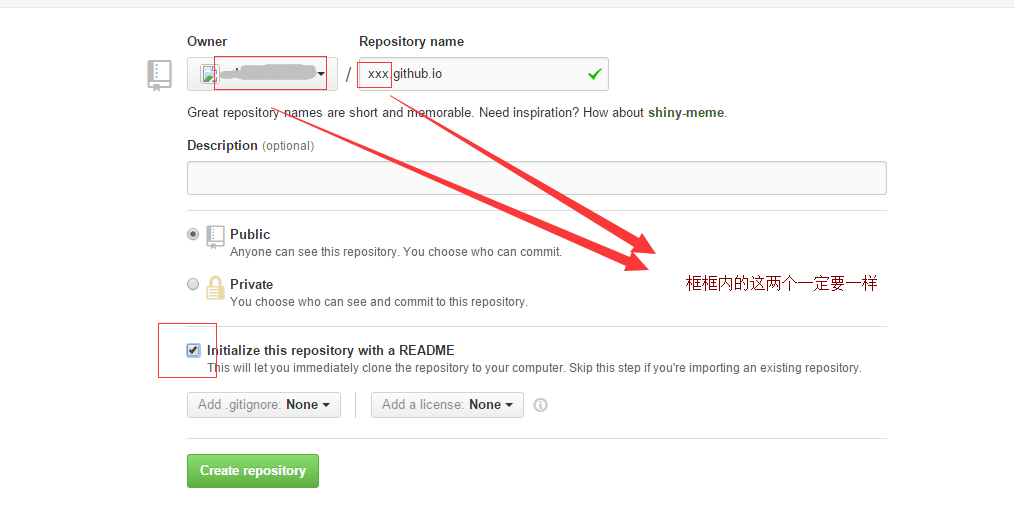 Owner
Repository name
/
xxx.github.io
Great repository names are short and memorable. Need inspiration? How about shiny-meme.
Description (optional)
Public
Anyone can see this repository. You choose who can commit.
Private
You choose who can see and commit to this repository.
框框内的这两个一定要一样
Initialize this repository with a README
This will let you immediately clone the repository to your computer. Skip this step if you're importing an existing repository.
Add .gitignore: None
Add a license: None
Create repository